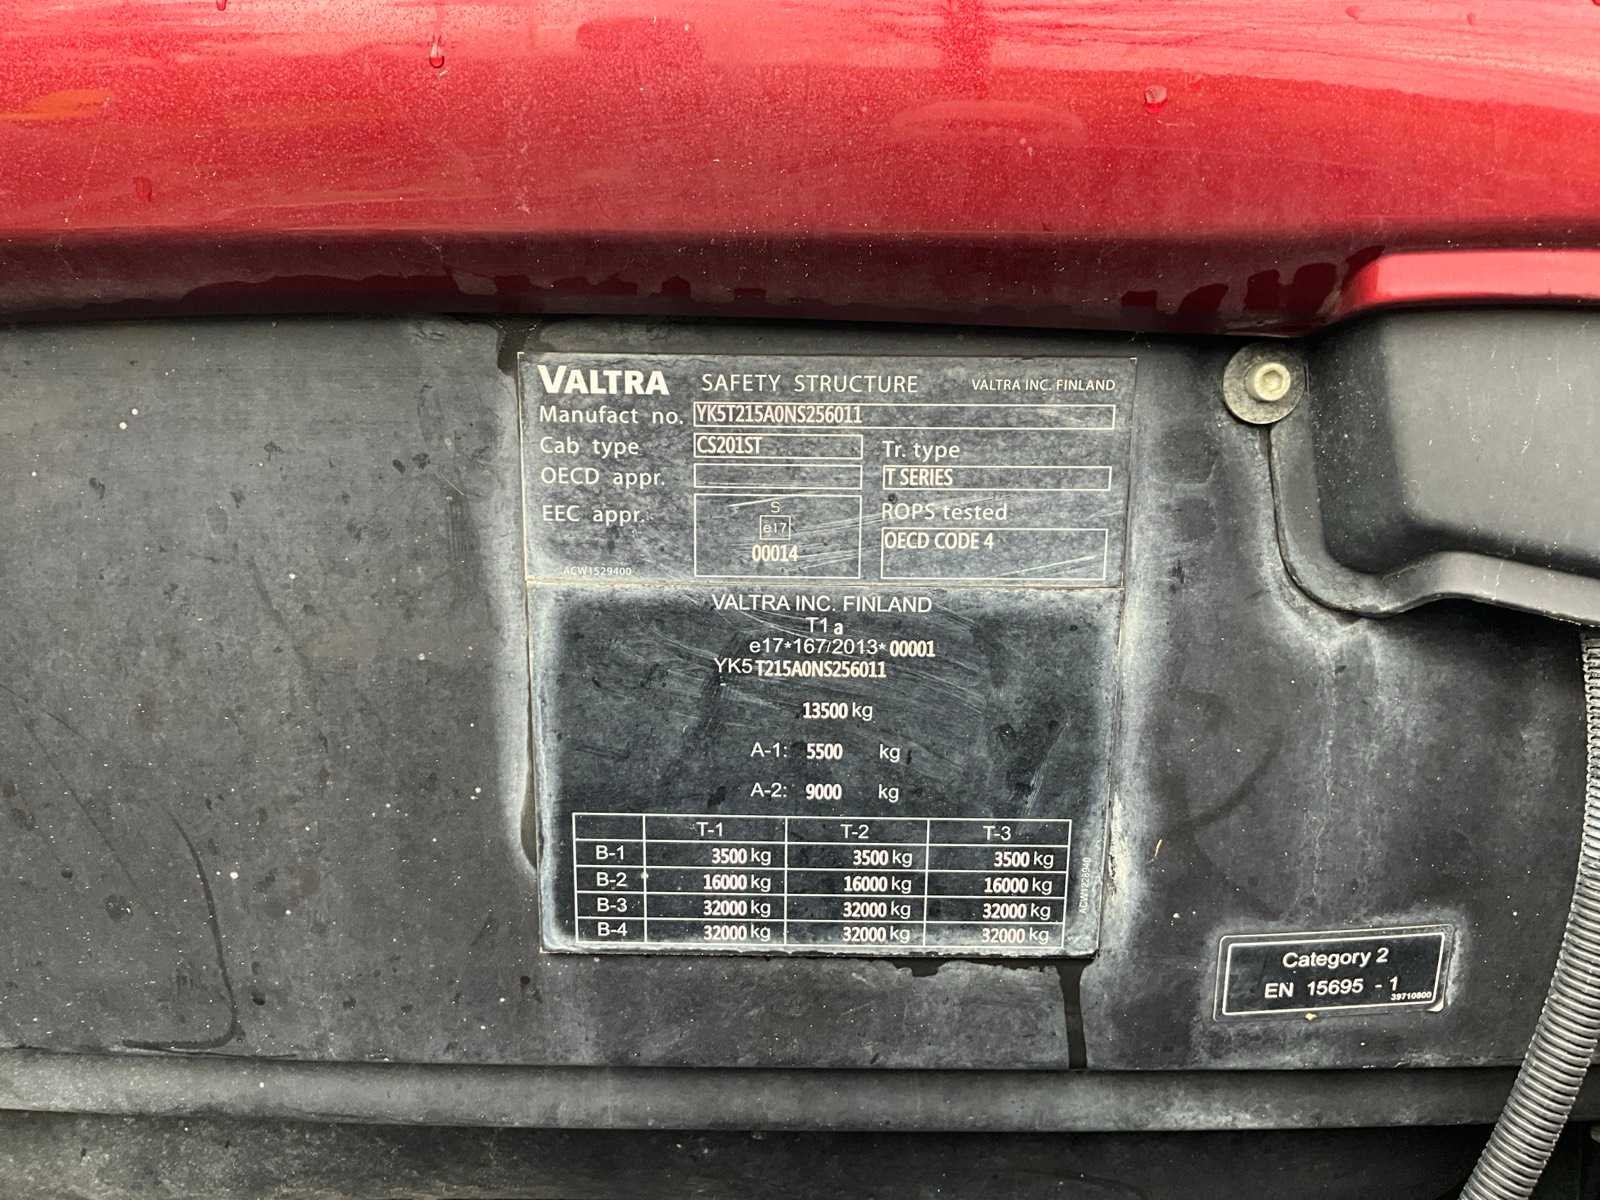 VALTRA SAFETY STRUCTURE VALTRA INC. FINLAND
Manufact no. YK5T215A0NS256011
Cab type CS201ST Tr. type
OECD appr. T SERIES
EEC appr. S ROPS tested
e17
00014 OECD CODE 4
ACW1529400
VALTRA INC. FINLAND
T1 a
e17*167/2013*00001
YK5T215A0NS256011
13500 kg
A-1: 5500 kg
A-2: 9000 kg
T-1 T-2 T-3
B-1 3500 kg 3500 kg 3500 kg
B-2 16000 kg 16000 kg 16000 kg
B-3 32000 kg 32000 kg 32000 kg
B-4 32000 kg 32000 kg 32000 kg
ACW1228940
Category 2
EN 15695 - 1
39710800